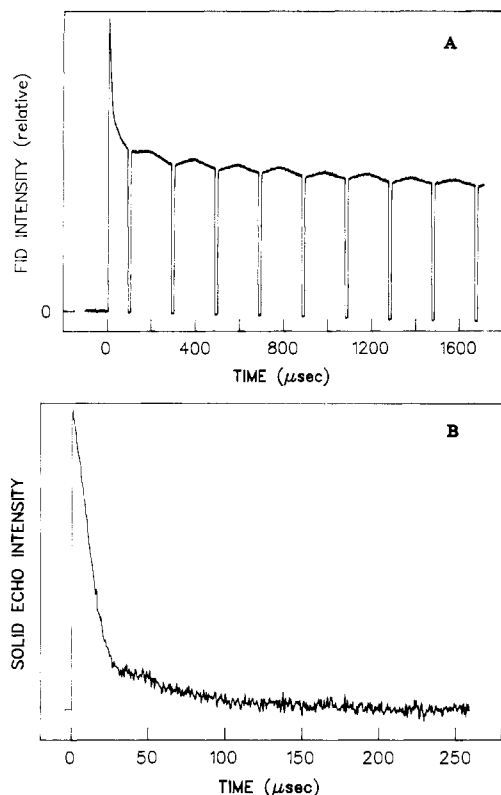 A
FID INTENSITY (relative)
0
0 400 800 1200 1600
TIME (μsec)
B
SOLID ECHO INTENSITY
0 50 100 150 200 250
TIME (μsec)